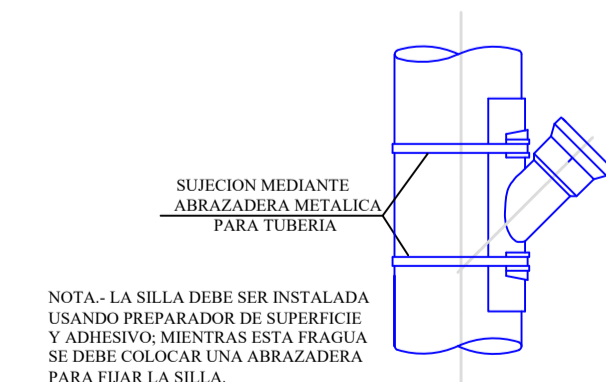 SUJECION MEDIANTE
ABRAZADERA METALICA
PARA TUBERIA
NOTA.- LA SILLA DEBE SER INSTALADA
USANDO PREPARADOR DE SUPERFICIE
Y ADHESIVO; MIENTRAS ESTA FRAGUA
SE DEBE COLOCAR UNA ABRAZADERA
PARA FIJAR LA SILLA.